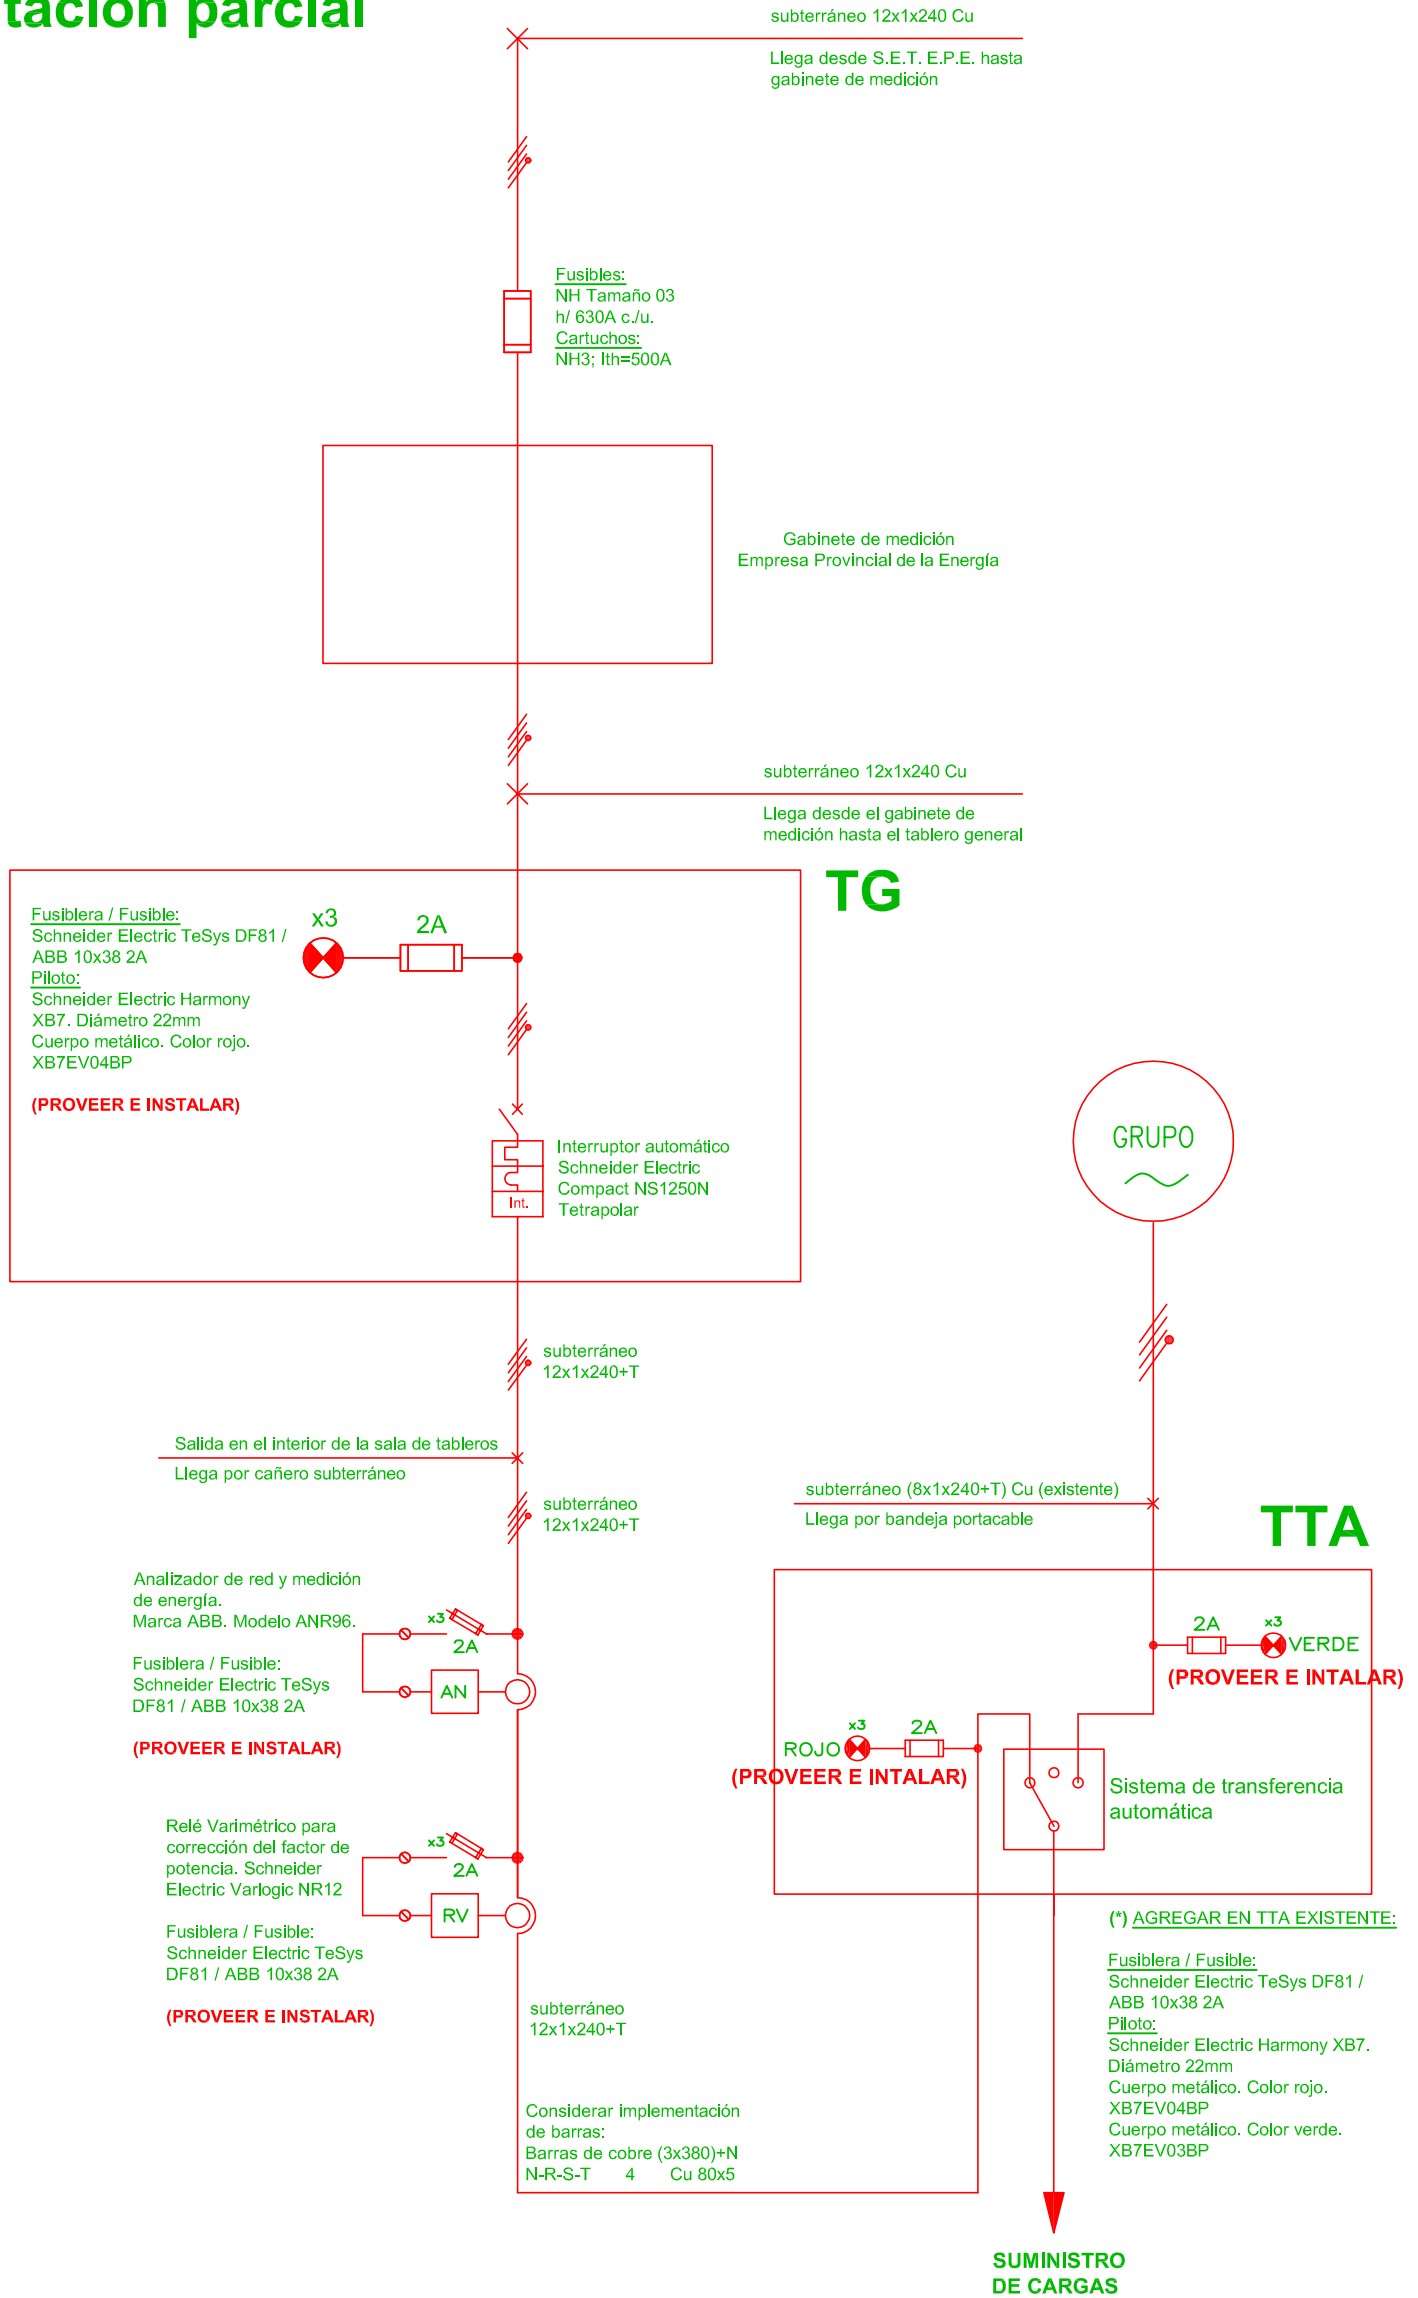 tación parcial
subterráneo 12x1x240 Cu
Llega desde S.E.T. E.P.E. hasta
gabinete de medición
Fusibles:
NH Tamaño 03
h/ 630A c./u.
Cartuchos:
NH3; Ith=500A
Gabinete de medición
Empresa Provincial de la Energía
subterráneo 12x1x240 Cu
Llega desde el gabinete de
medición hasta el tablero general
TG
Fusiblera / Fusible:
Schneider Electric TeSys DF81 /
ABB 10x38 2A
Piloto:
Schneider Electric Harmony
XB7. Diámetro 22mm
Cuerpo metálico. Color rojo.
XB7EV04BP
(PROVEER E INSTALAR)
x3
2A
Interruptor automático
Schneider Electric
Compact NS1250N
Tetrapolar
Int.
GRUPO
subterráneo
12x1x240+T
Salida en el interior de la sala de tableros
Llega por cañero subterráneo
subterráneo
12x1x240+T
subterráneo (8x1x240+T) Cu (existente)
Llega por bandeja portacable
TTA
Analizador de red y medición
de energía.
Marca ABB. Modelo ANR96.
Fusiblera / Fusible:
Schneider Electric TeSys
DF81 / ABB 10x38 2A
(PROVEER E INSTALAR)
x3
2A
AN
2A
x3
VERDE
(PROVEER E INTALAR)
x3
2A
ROJO
(PROVEER E INTALAR)
Sistema de transferencia
automática
Relé Varimétrico para
corrección del factor de
potencia. Schneider
Electric Varlogic NR12
Fusiblera / Fusible:
Schneider Electric TeSys
DF81 / ABB 10x38 2A
(PROVEER E INSTALAR)
x3
2A
RV
(*) AGREGAR EN TTA EXISTENTE:
Fusiblera / Fusible:
Schneider Electric TeSys DF81 /
ABB 10x38 2A
Piloto:
Schneider Electric Harmony XB7.
Diámetro 22mm
Cuerpo metálico. Color rojo.
XB7EV04BP
Cuerpo metálico. Color verde.
XB7EV03BP
subterráneo
12x1x240+T
Considerar implementación
de barras:
Barras de cobre (3x380)+N
N-R-S-T 4 Cu 80x5
SUMINISTRO
DE CARGAS